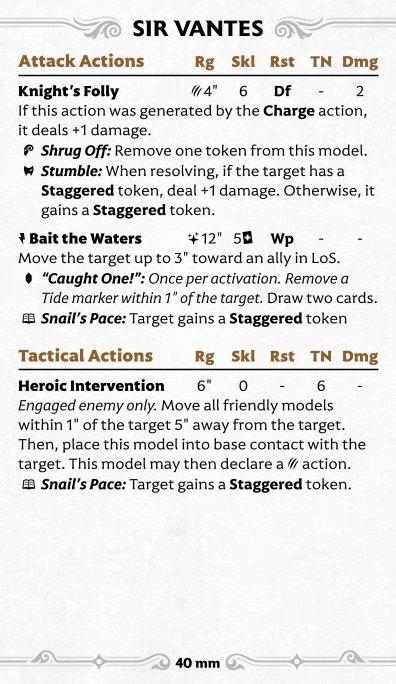 SIR VANTES
Attack Actions Rg Skl Rst TN Dmg
Knight's Folly 4" 6 Df - 2
If this action was generated by the Charge action,
it deals +1 damage.
Shrug Off: Remove one token from this model.
Stumble: When resolving, if the target has a
Staggered token, deal +1 damage. Otherwise, it
gains a Staggered token.
Bait the Waters 12" 5 Wp - -
Move the target up to 3" toward an ally in LoS.
"Caught One!": Once per activation. Remove a
Tide marker within 1" of the target. Draw two cards.
Snail's Pace: Target gains a Staggered token
Tactical Actions Rg Skl Rst TN Dmg
Heroic Intervention 6" 0 - 6 -
Engaged enemy only. Move all friendly models
within 1" of the target 5" away from the target.
Then, place this model into base contact with the
target. This model may then declare a action.
Snail's Pace: Target gains a Staggered token.
40 mm